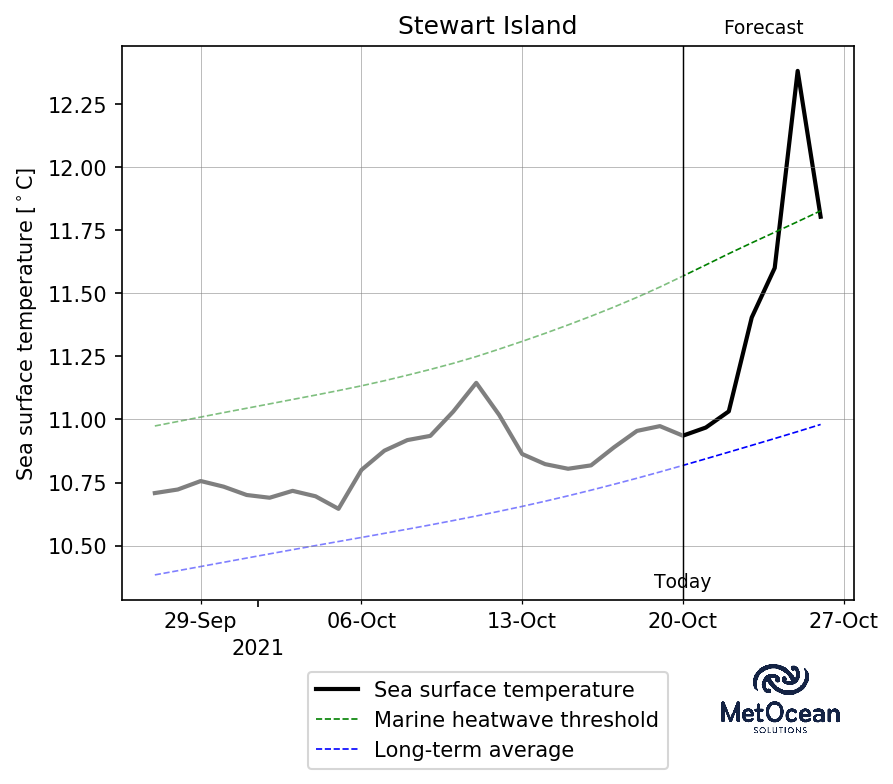 Stewart Island
Forecast
Sea surface temperature [°C]
12.25
12.00
11.75
11.50
11.25
11.00
10.75
10.50
Today
29-Sep
06-Oct
13-Oct
20-Oct
27-Oct
2021
Sea surface temperature
Marine heatwave threshold
Long-term average
MetOcean
SOLUTIONS